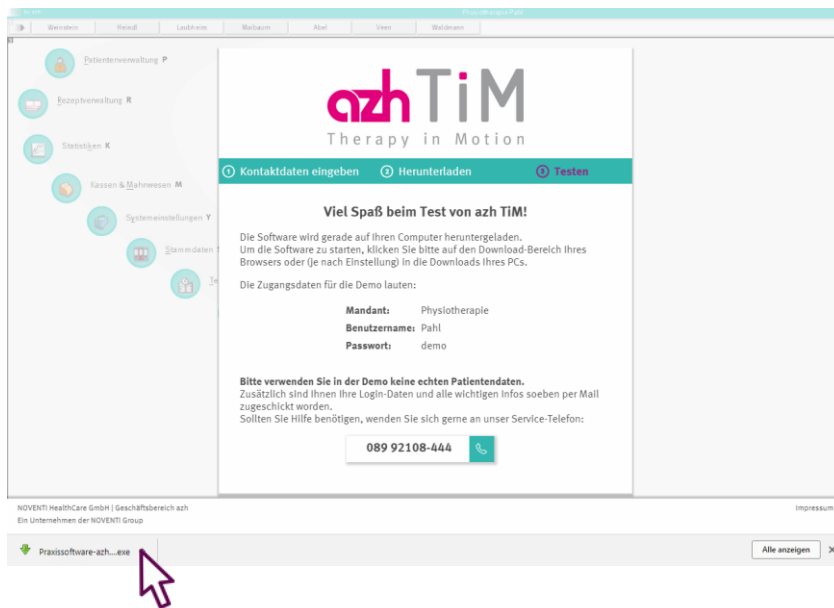 Physiotherapie Pahl
Weinstein
Heindl
Laubheim
Maibaum
Abel
Veen
Waldmann
Patientenverwaltung P
Rezeptverwaltung R
Statistiken K
Kassen & Mahnwesen M
Systemeinstellungen Y
Stammdaten
azh TiM
Therapy in Motion
1 Kontaktdaten eingeben
2 Herunterladen
3 Testen
Viel Spaß beim Test von azh TiM!
Die Software wird gerade auf Ihren Computer heruntergeladen.
Um die Software zu starten, klicken Sie bitte auf den Download-Bereich Ihres
Browsers oder (je nach Einstellung) in die Downloads Ihres PCs.
Die Zugangsdaten für die Demo lauten:
Mandant: Physiotherapie
Benutzername: Pahl
Passwort: demo
Bitte verwenden Sie in der Demo keine echten Patientendaten.
Zusätzlich sind Ihnen Ihre Login-Daten und alle wichtigen Infos soeben per Mail
zugeschickt worden.
Sollten Sie Hilfe benötigen, wenden Sie sich gerne an unser Service-Telefon:
089 92108-444
NOVENTI HealthCare GmbH | Geschäftsbereich azh
Ein Unternehmen der NOVENTI Group
Impressum
Praxissoftware-azh....exe
Alle anzeigen